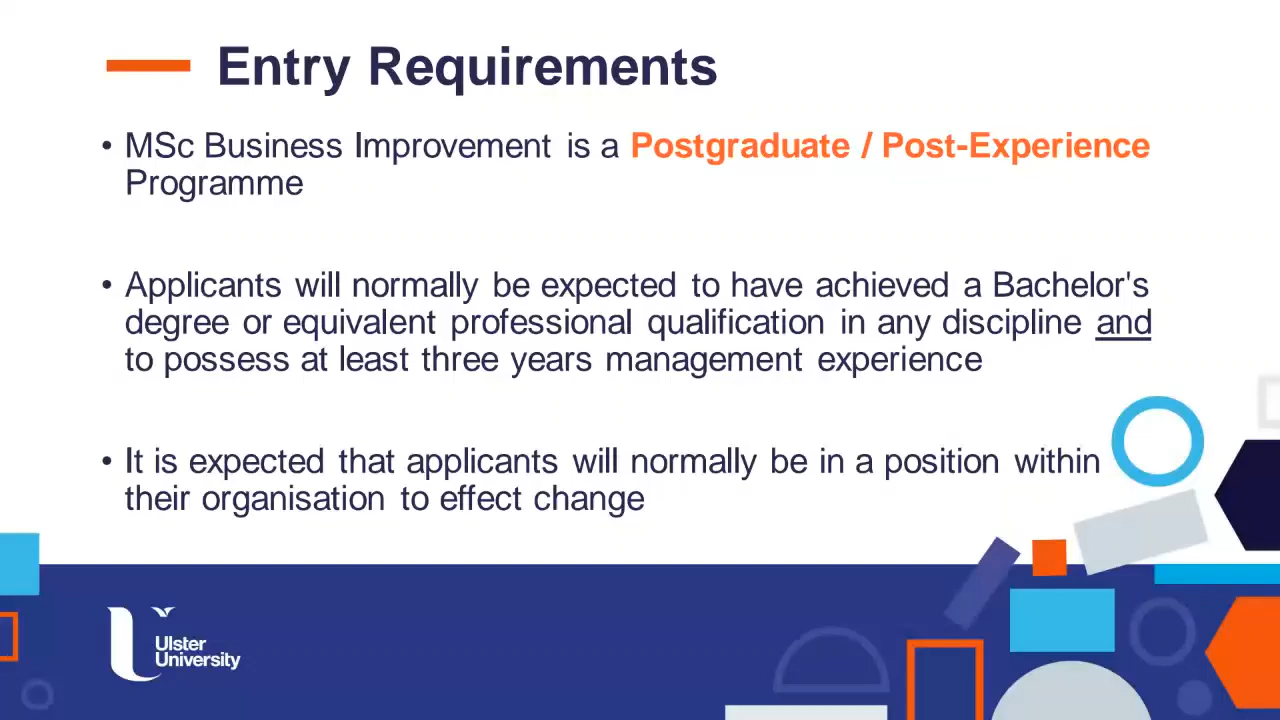 Entry Requirements
• MSc Business Improvement is a Postgraduate / Post-Experience
Programme
• Applicants will normally be expected to have achieved a Bachelor's
degree or equivalent professional qualification in any discipline and
to possess at least three years management experience
• It is expected that applicants will normally be in a position within
their organisation to effect change
Ulster
University